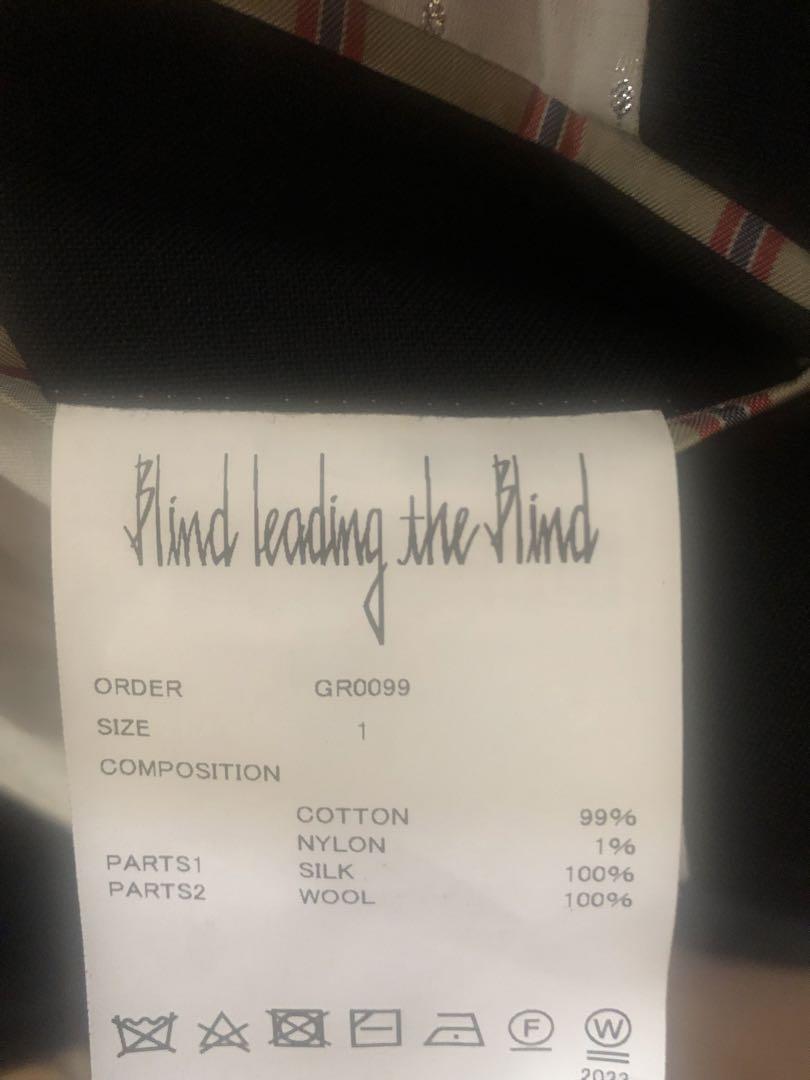 Blind leading the Blind
ORDER GR0099
SIZE 1
COMPOSITION
COTTON 99%
NYLON 1%
PARTS1 SILK 100%
PARTS2 WOOL 100%
F W
2023